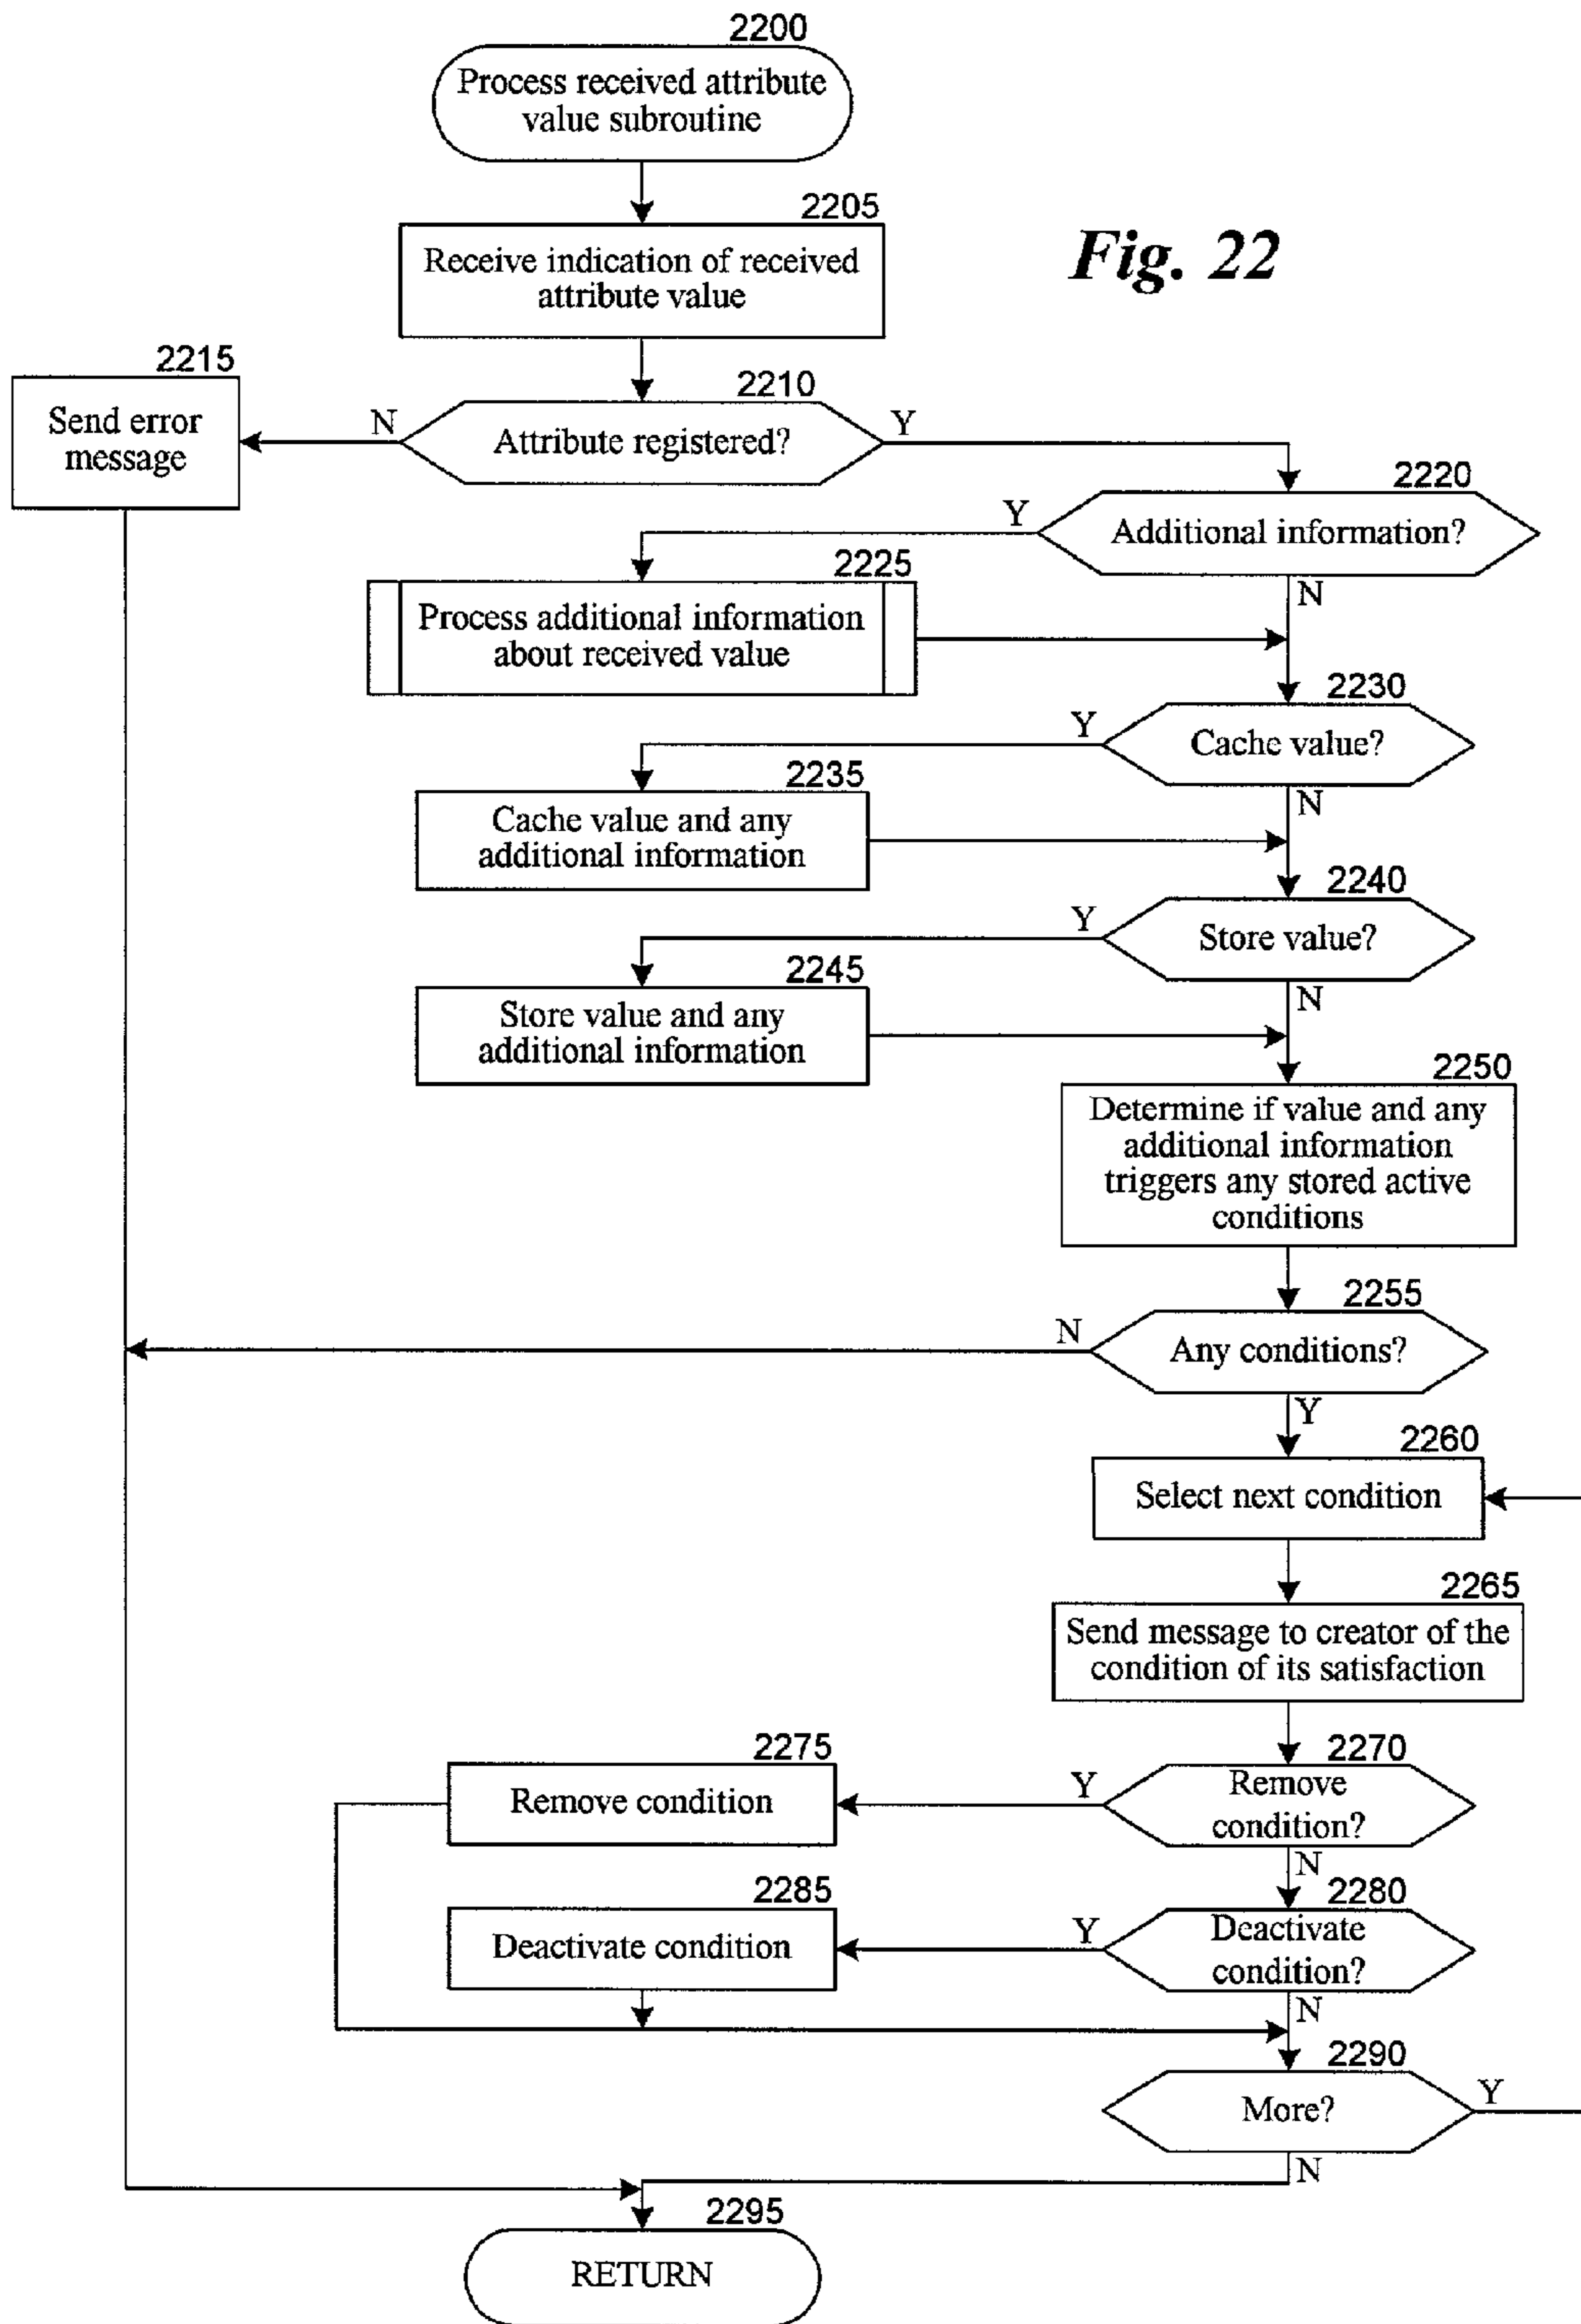 2200
Process received attribute
value subroutine
2205
Receive indication of received
attribute value
Fig. 22
2215
Send error
message
N
2210
Attribute registered?
Y
2220
Y
Additional information?
N
2225
Process additional information
about received value
2230
Y
Cache value?
N
2235
Cache value and any
additional information
2240
Y
Store value?
N
2245
Store value and any
additional information
2250
Determine if value and any
additional information
triggers any stored active
conditions
2255
N
Any conditions?
Y
2260
Select next condition
2265
Send message to creator of the
condition of its satisfaction
2270
Y
Remove
condition?
N
2275
Remove condition
2280
Y
Deactivate
condition?
N
2285
Deactivate condition
2290
More?
Y
N
2295
RETURN